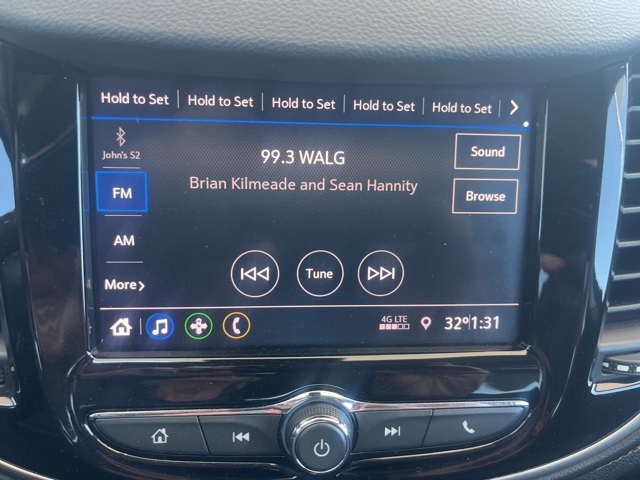 Hold to Set Hold to Set Hold to Set Hold to Set Hold to Set
John's S2
99.3 WALG
Sound
Brian Kilmeade and Sean Hannity
FM
Browse
AM
Tune
More
4G LTE
32° 1:31